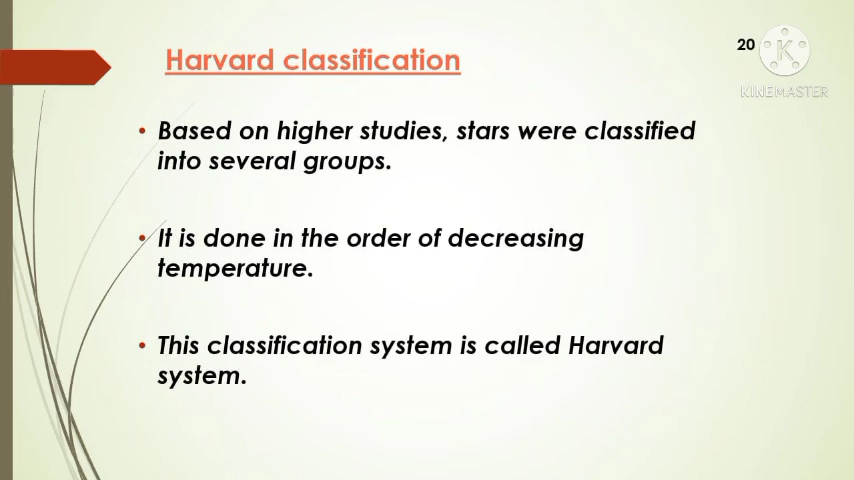 Harvard classification
20
KINEMASTER
• Based on higher studies, stars were classified
into several groups.
• It is done in the order of decreasing
temperature.
• This classification system is called Harvard
system.